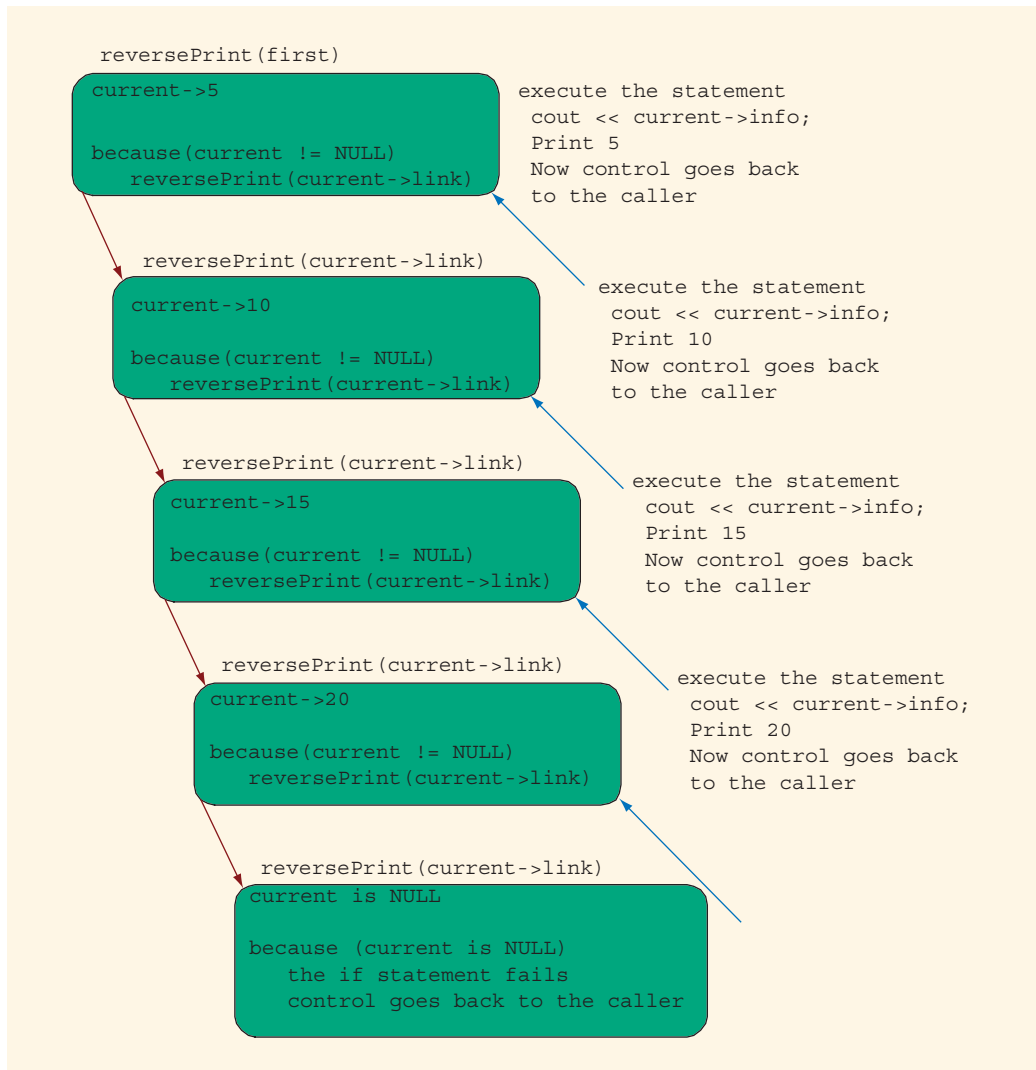 reversePrint(first)
current->5
because(current != NULL)
reversePrint(current->link)
execute the statement
cout << current->info;
Print 5
Now control goes back
to the caller
reversePrint(current->link)
current->10
because(current != NULL)
reversePrint(current->link)
execute the statement
cout << current->info;
Print 10
Now control goes back
to the caller
reversePrint(current->link)
current->15
because(current != NULL)
reversePrint(current->link)
execute the statement
cout << current->info;
Print 15
Now control goes back
to the caller
reversePrint(current->link)
current->20
because(current != NULL)
reversePrint(current->link)
execute the statement
cout << current->info;
Print 20
Now control goes back
to the caller
reversePrint(current->link)
current is NULL
because (current is NULL)
the if statement fails
control goes back to the caller